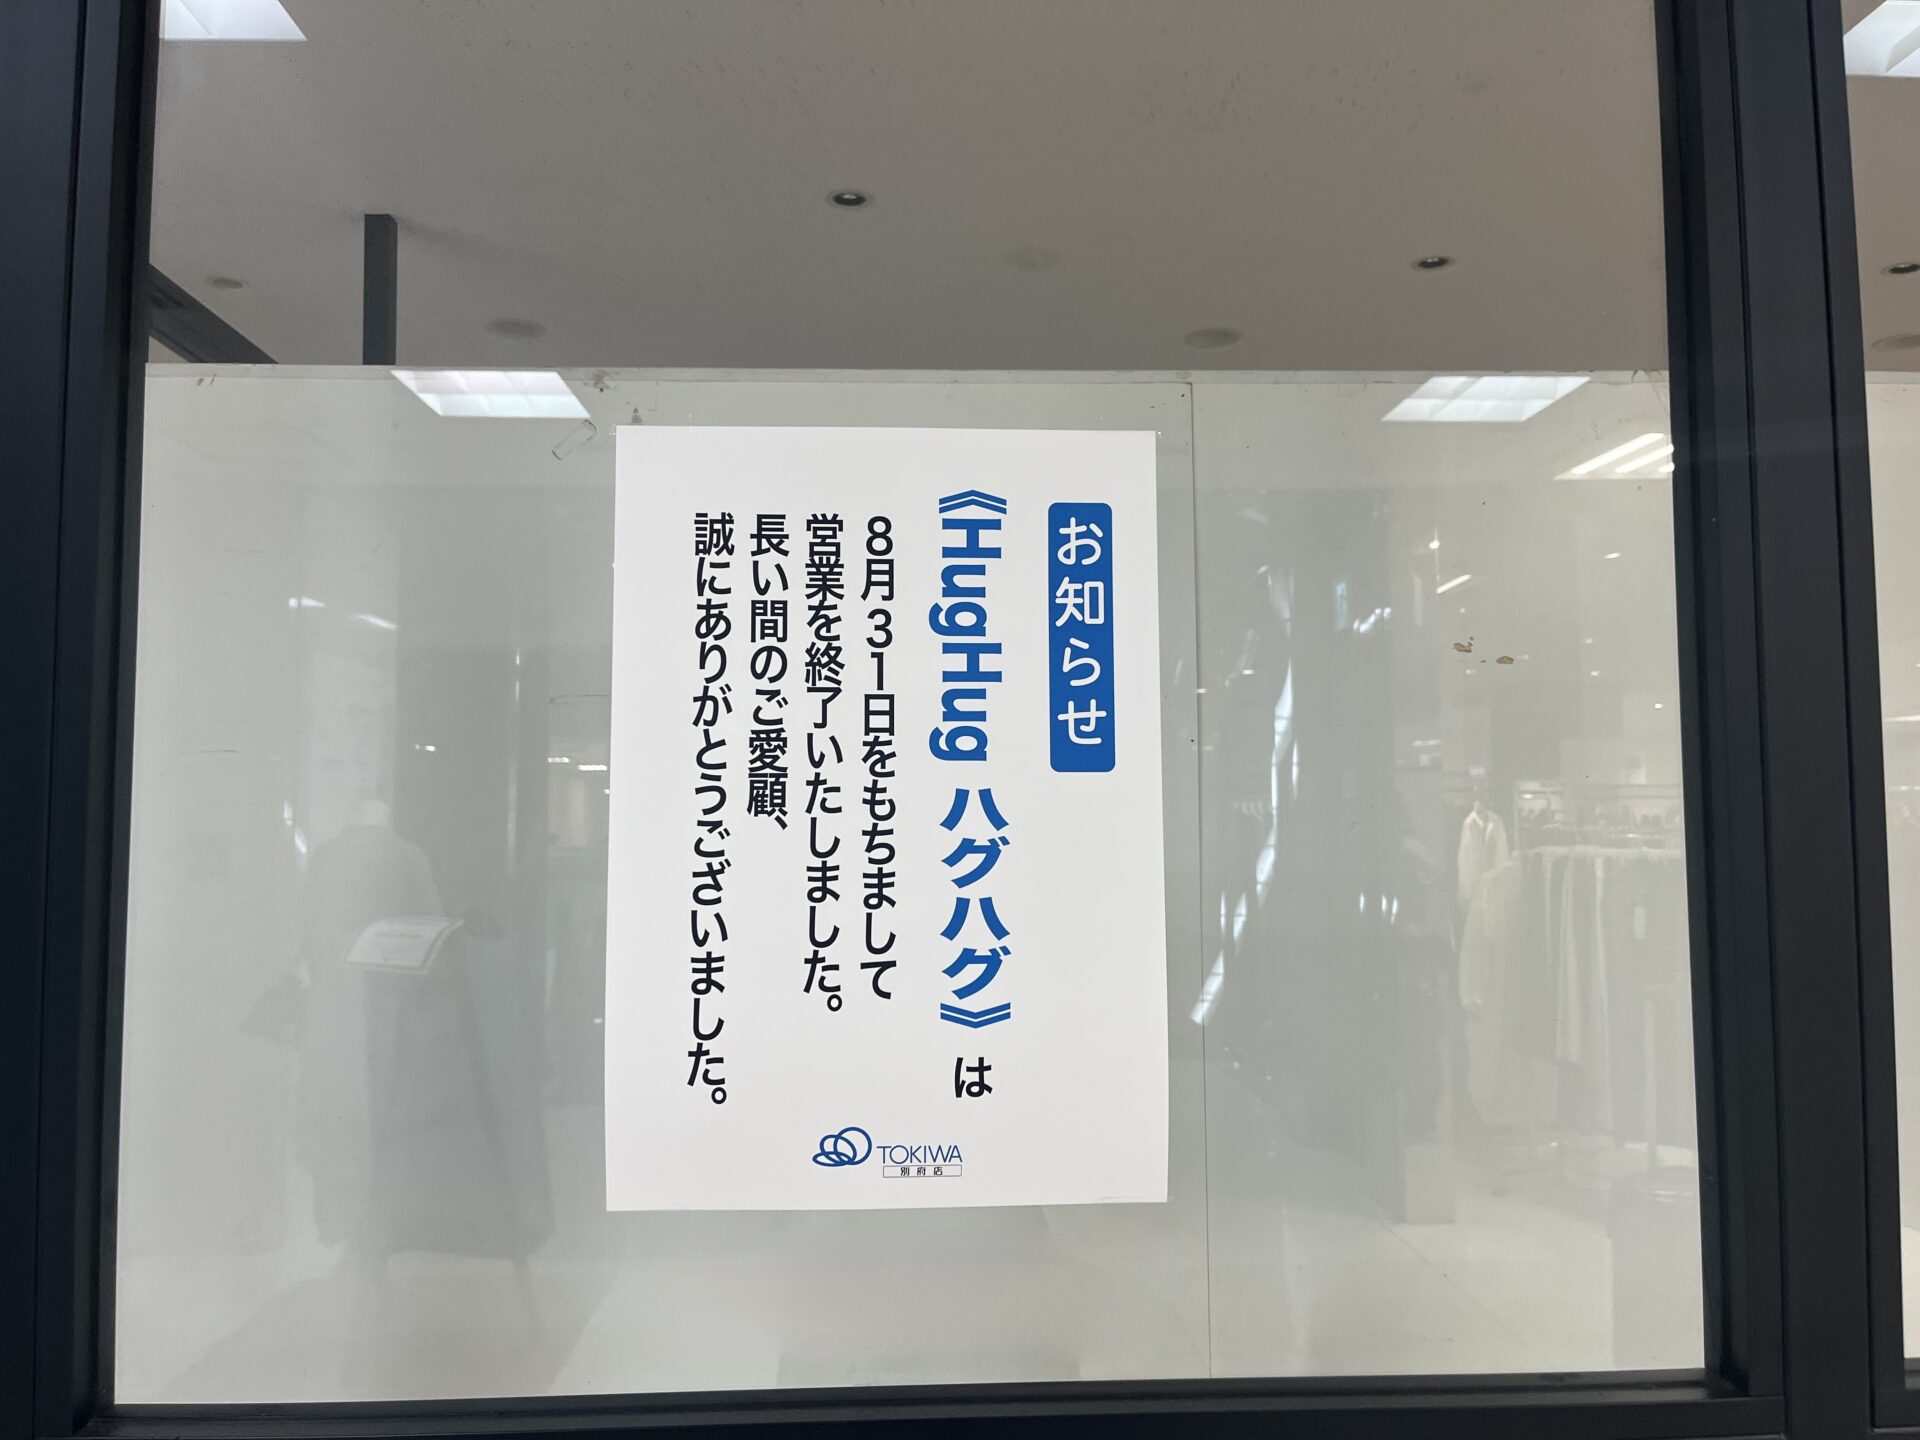 お知らせ
《HugHug ハグハグ》は
8月31日をもちまして
営業を終了いたしました。
長い間のご愛顧、
誠にありがとうございました。
TOKIWA
別府店